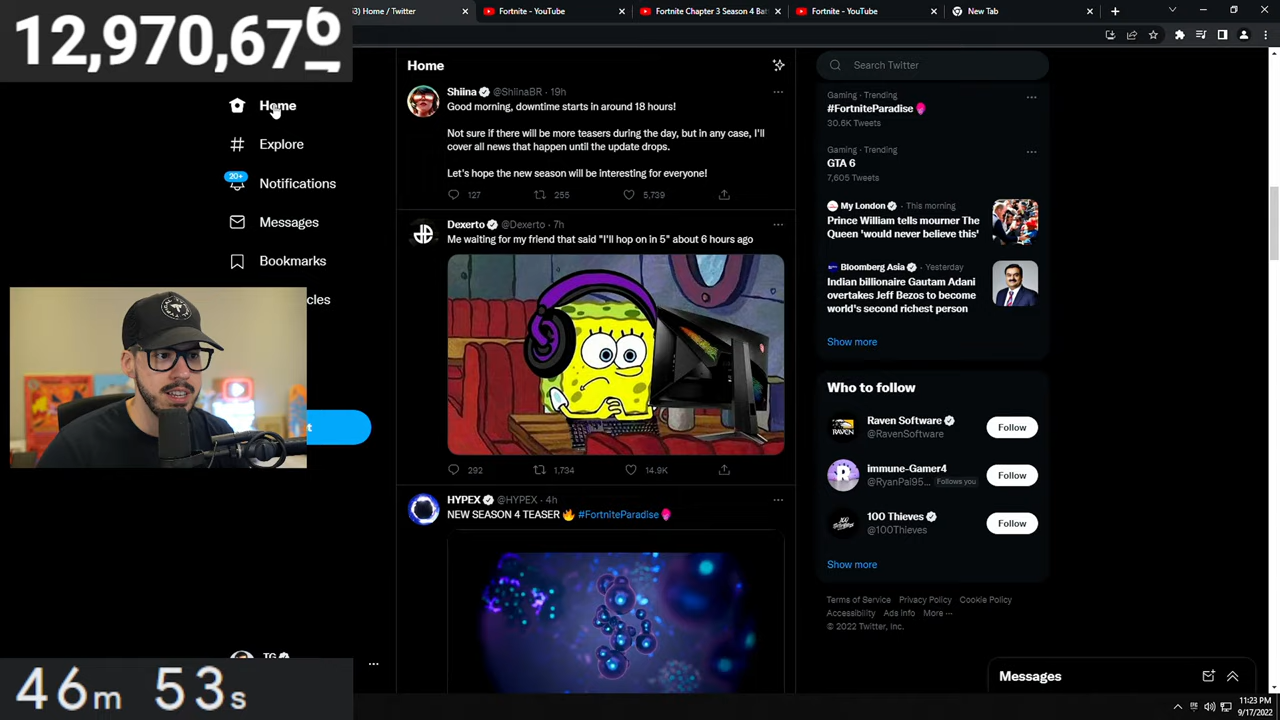 12,970,676
3) Home / Twitter
Fortnite - YouTube
Fortnite Chapter 3 Season 4 Bat
Fortnite - YouTube
New Tab
Home
Explore
20+
Notifications
Messages
Bookmarks
cles
t
TG
46m 53s
Home
Shiina @ShiinaBR · 19h
Good morning, downtime starts in around 18 hours!
Not sure if there will be more teasers during the day, but in any case, I'll
cover all news that happen until the update drops.
Let's hope the new season will be interesting for everyone!
127 255 5,739
Dexerto @Dexerto · 7h
Me waiting for my friend that said "I'll hop on in 5" about 6 hours ago
292 1,734 14.9K
HYPEX @HYPEX · 4h
NEW SEASON 4 TEASER 🔥 #FortniteParadise
Search Twitter
Gaming · Trending
#FortniteParadise
30.6K Tweets
Gaming · Trending
GTA 6
7,605 Tweets
My London · This morning
Prince William tells mourner The
Queen 'would never believe this'
Bloomberg Asia · Yesterday
Indian billionaire Gautam Adani
overtakes Jeff Bezos to become
world's second richest person
Show more
Who to follow
Raven Software
@RavenSoftware
Follow
immune-Gamer4
@RyanPal95... Follows you
Follow
100 Thieves
@100Thieves
Follow
Show more
Terms of Service Privacy Policy Cookie Policy
Accessibility Ads info More ...
© 2022 Twitter, Inc.
Messages
11:23 PM
9/17/2022